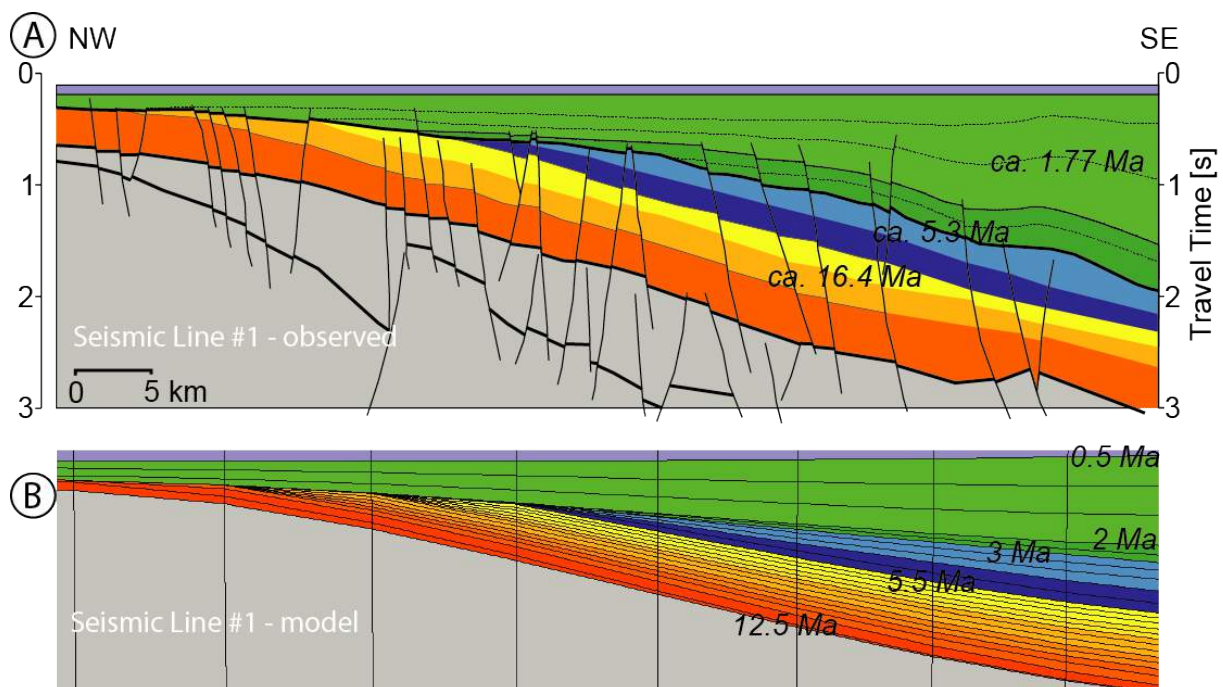 A NW SE
0 0
ca. 1.77 Ma
1 1
ca. 5.3 Ma
ca. 16.4 Ma
2 2
Travel Time [s]
Seismic Line #1 - observed
0 5 km
3 3
0.5 Ma
B
2 Ma
3 Ma
5.5 Ma
Seismic Line #1 - model
12.5 Ma